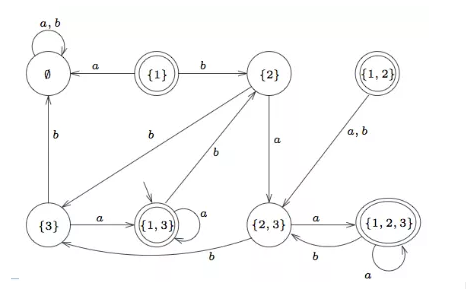 a, b
∅
a
{1}
b
{2}
{1, 2}
b
b
b
a
a, b
{3}
a
{1, 3}
a
{2, 3}
a
{1, 2, 3}
b
b
a